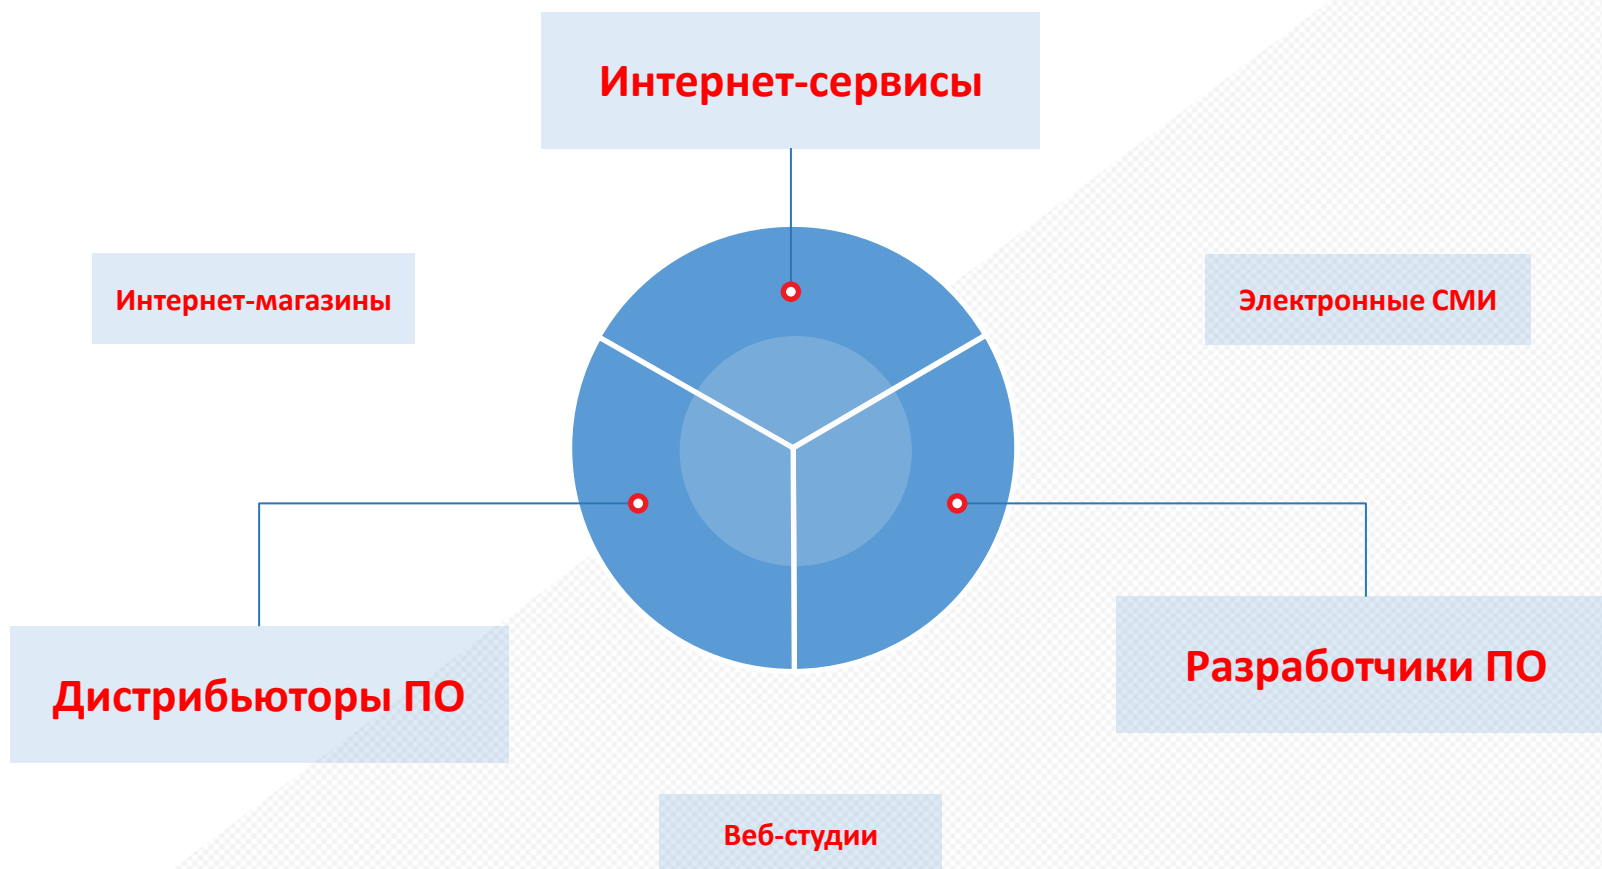 Интернет-сервисы
Интернет-магазины
Электронные СМИ
Дистрибьюторы ПО
Разработчики ПО
Веб-студии